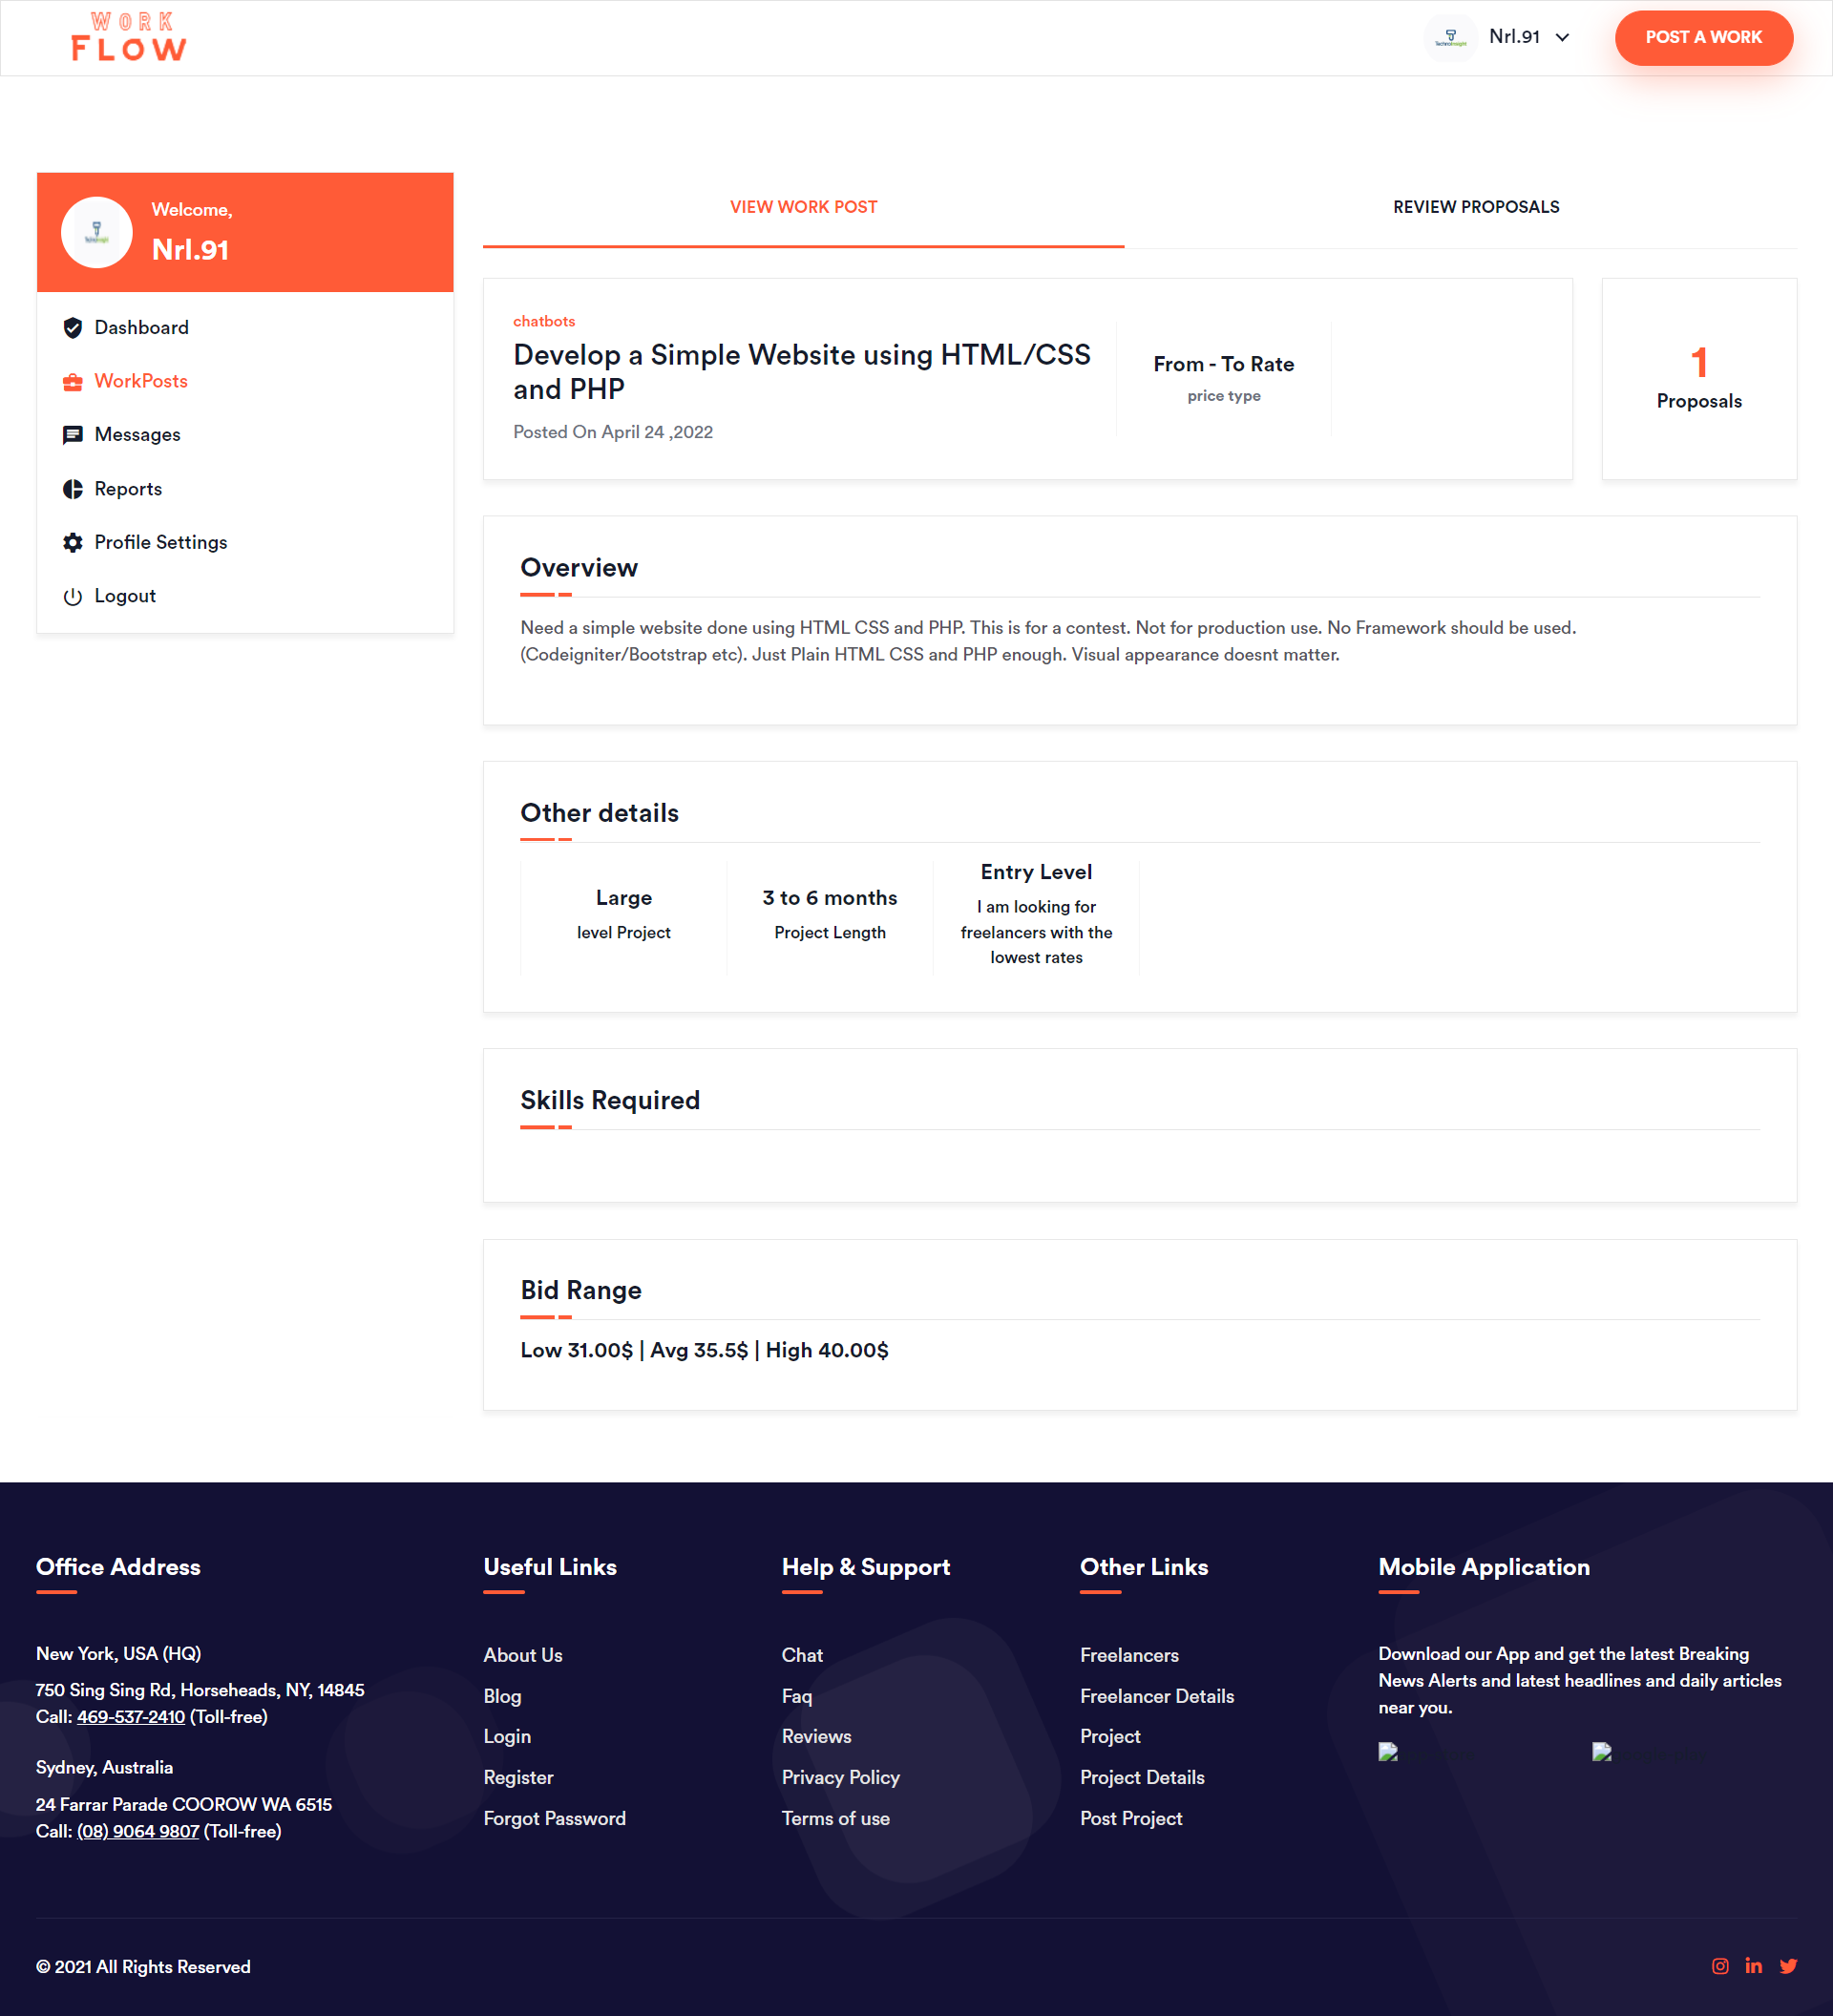 WORK
FLOW
Nrl.91
POST A WORK
Welcome,
Nrl.91
Dashboard
WorkPosts
Messages
Reports
Profile Settings
Logout
VIEW WORK POST
REVIEW PROPOSALS
chatbots
Develop a Simple Website using HTML/CSS
and PHP
Posted On April 24 ,2022
From - To Rate
price type
1
Proposals
Overview
Need a simple website done using HTML CSS and PHP. This is for a contest. Not for production use. No Framework should be used.
(Codeigniter/Bootstrap etc). Just Plain HTML CSS and PHP enough. Visual appearance doesnt matter.
Other details
Large
level Project
3 to 6 months
Project Length
Entry Level
I am looking for
freelancers with the
lowest rates
Skills Required
Bid Range
Low 31.00$ | Avg 35.5$ | High 40.00$
Office Address
New York, USA (HQ)
750 Sing Sing Rd, Horseheads, NY, 14845
Call: 469-537-2410 (Toll-free)
Sydney, Australia
24 Farrar Parade COOROW WA 6515
Call: (08) 9064 9807 (Toll-free)
Useful Links
About Us
Blog
Login
Register
Forgot Password
Help & Support
Chat
Faq
Reviews
Privacy Policy
Terms of use
Other Links
Freelancers
Freelancer Details
Project
Project Details
Post Project
Mobile Application
Download our App and get the latest Breaking
News Alerts and latest headlines and daily articles
near you.
© 2021 All Rights Reserved